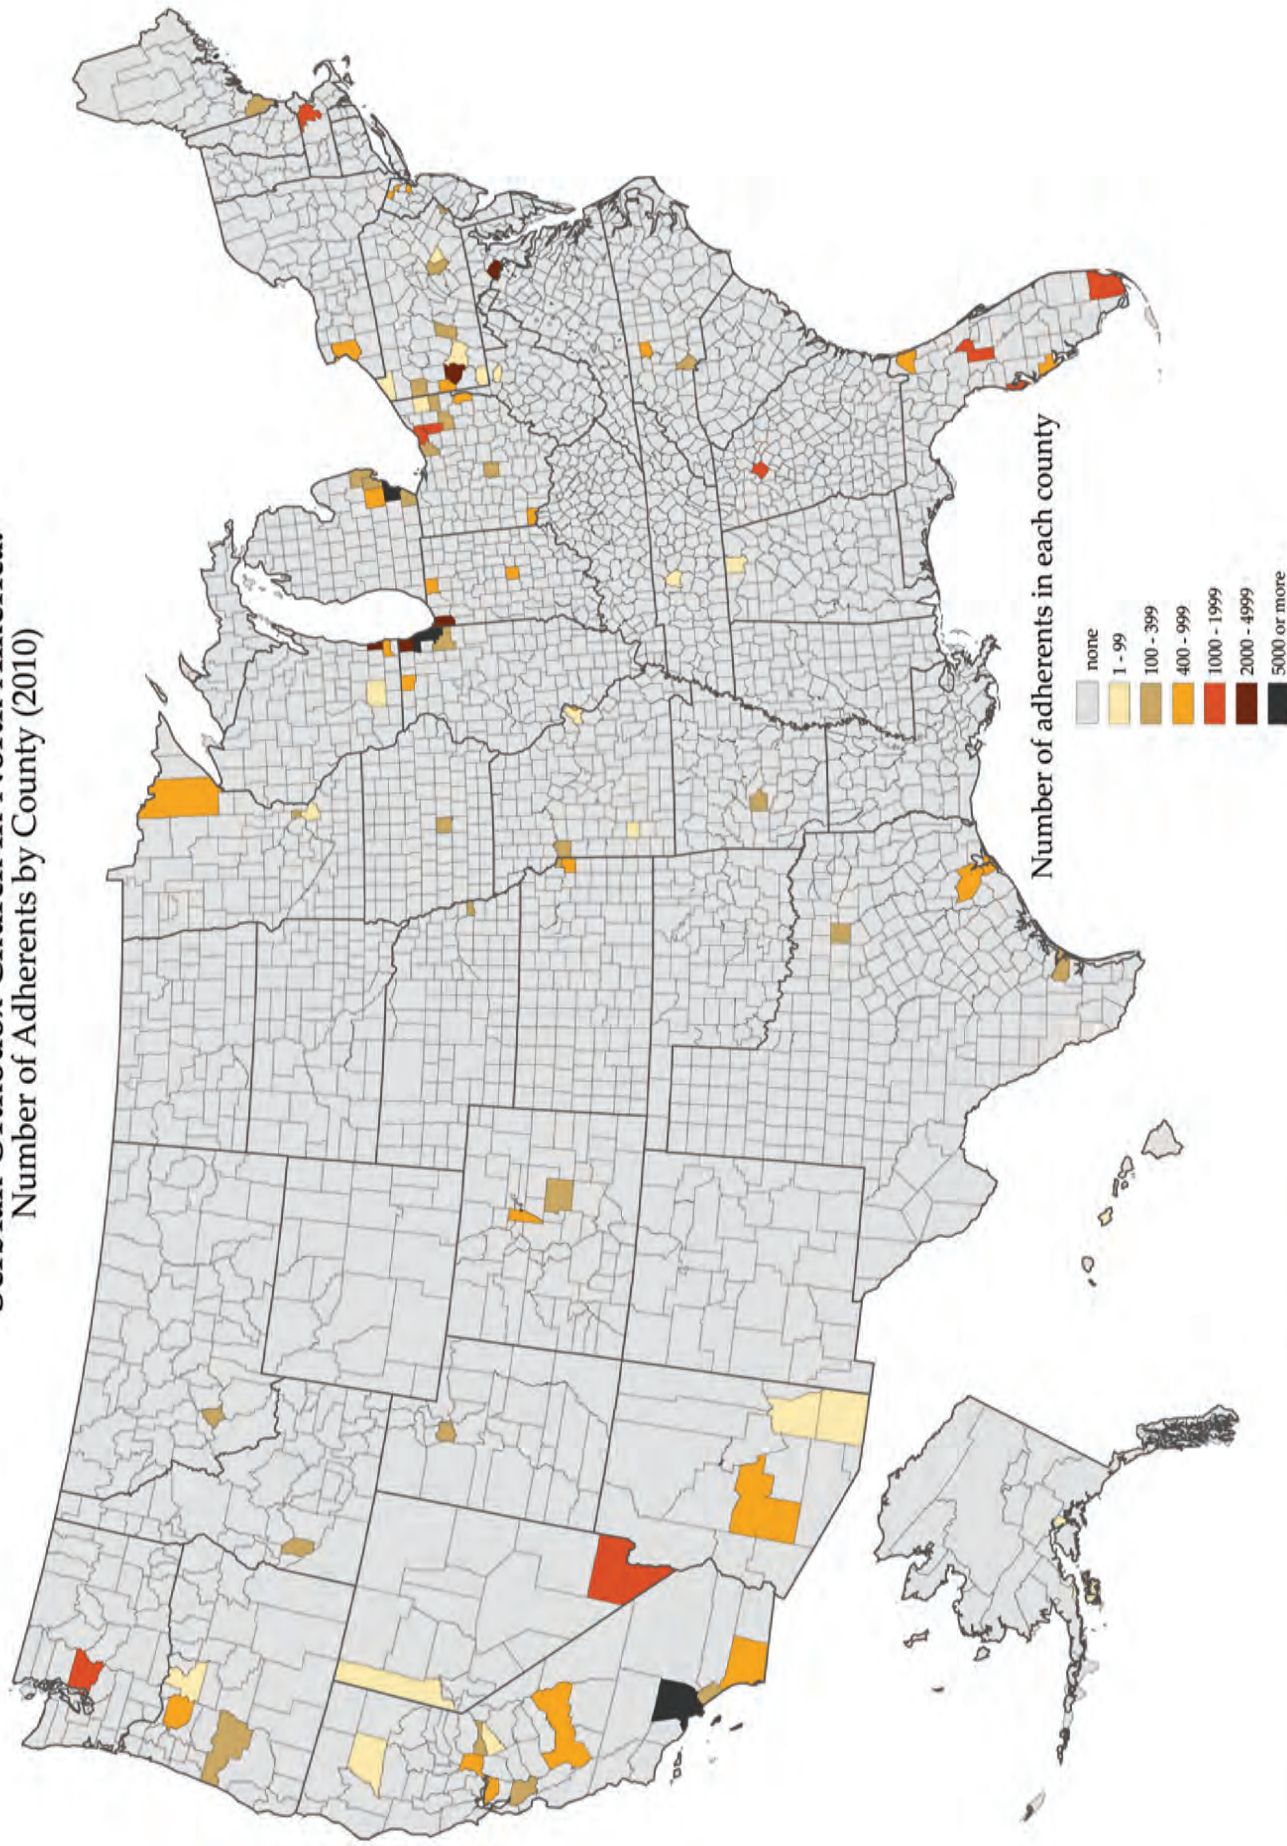 Number of Adherents by County (2010)
Number of adherents in each county
none
1 - 99
100 - 399
400 - 999
1000 - 1999
2000 - 4999
5000 or more